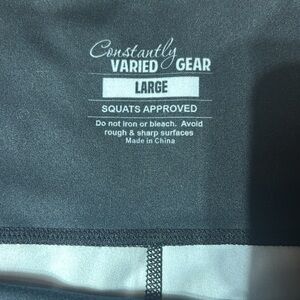 Constantly
VARIED GEAR
LARGE
SQUATS APPROVED
Do not Iron or bleach. Avoid
rough & sharp surfaces
Made in China